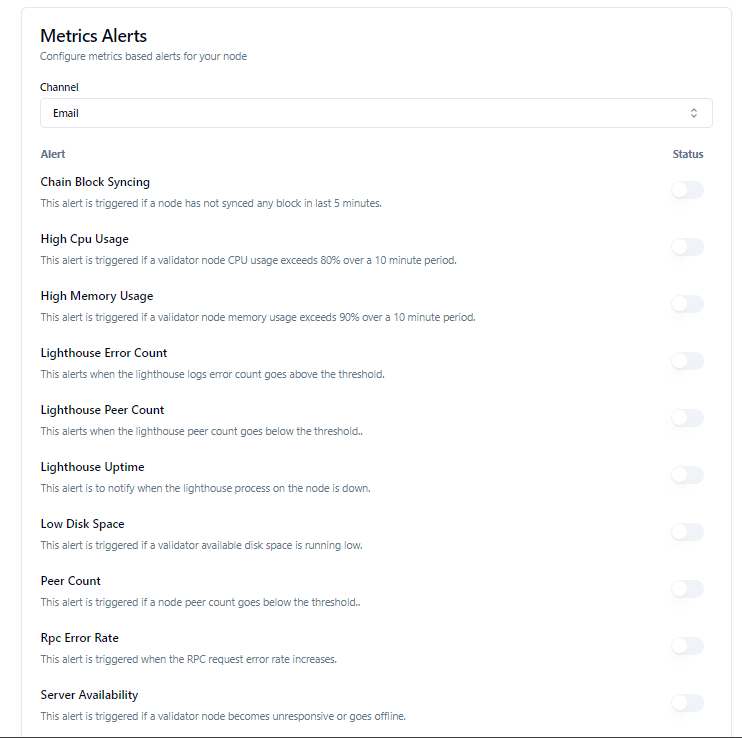 Metrics Alerts
Configure metrics based alerts for your node
Channel
Email
Alert Status
Chain Block Syncing
This alert is triggered if a node has not synced any block in last 5 minutes.
High Cpu Usage
This alert is triggered if a validator node CPU usage exceeds 80% over a 10 minute period.
High Memory Usage
This alert is triggered if a validator node memory usage exceeds 90% over a 10 minute period.
Lighthouse Error Count
This alerts when the lighthouse logs error count goes above the threshold.
Lighthouse Peer Count
This alerts when the lighthouse peer count goes below the threshold..
Lighthouse Uptime
This alert is to notify when the lighthouse process on the node is down.
Low Disk Space
This alert is triggered if a validator available disk space is running low.
Peer Count
This alert is triggered if a node peer count goes below the threshold..
Rpc Error Rate
This alert is triggered when the RPC request error rate increases.
Server Availability
This alert is triggered if a validator node becomes unresponsive or goes offline.